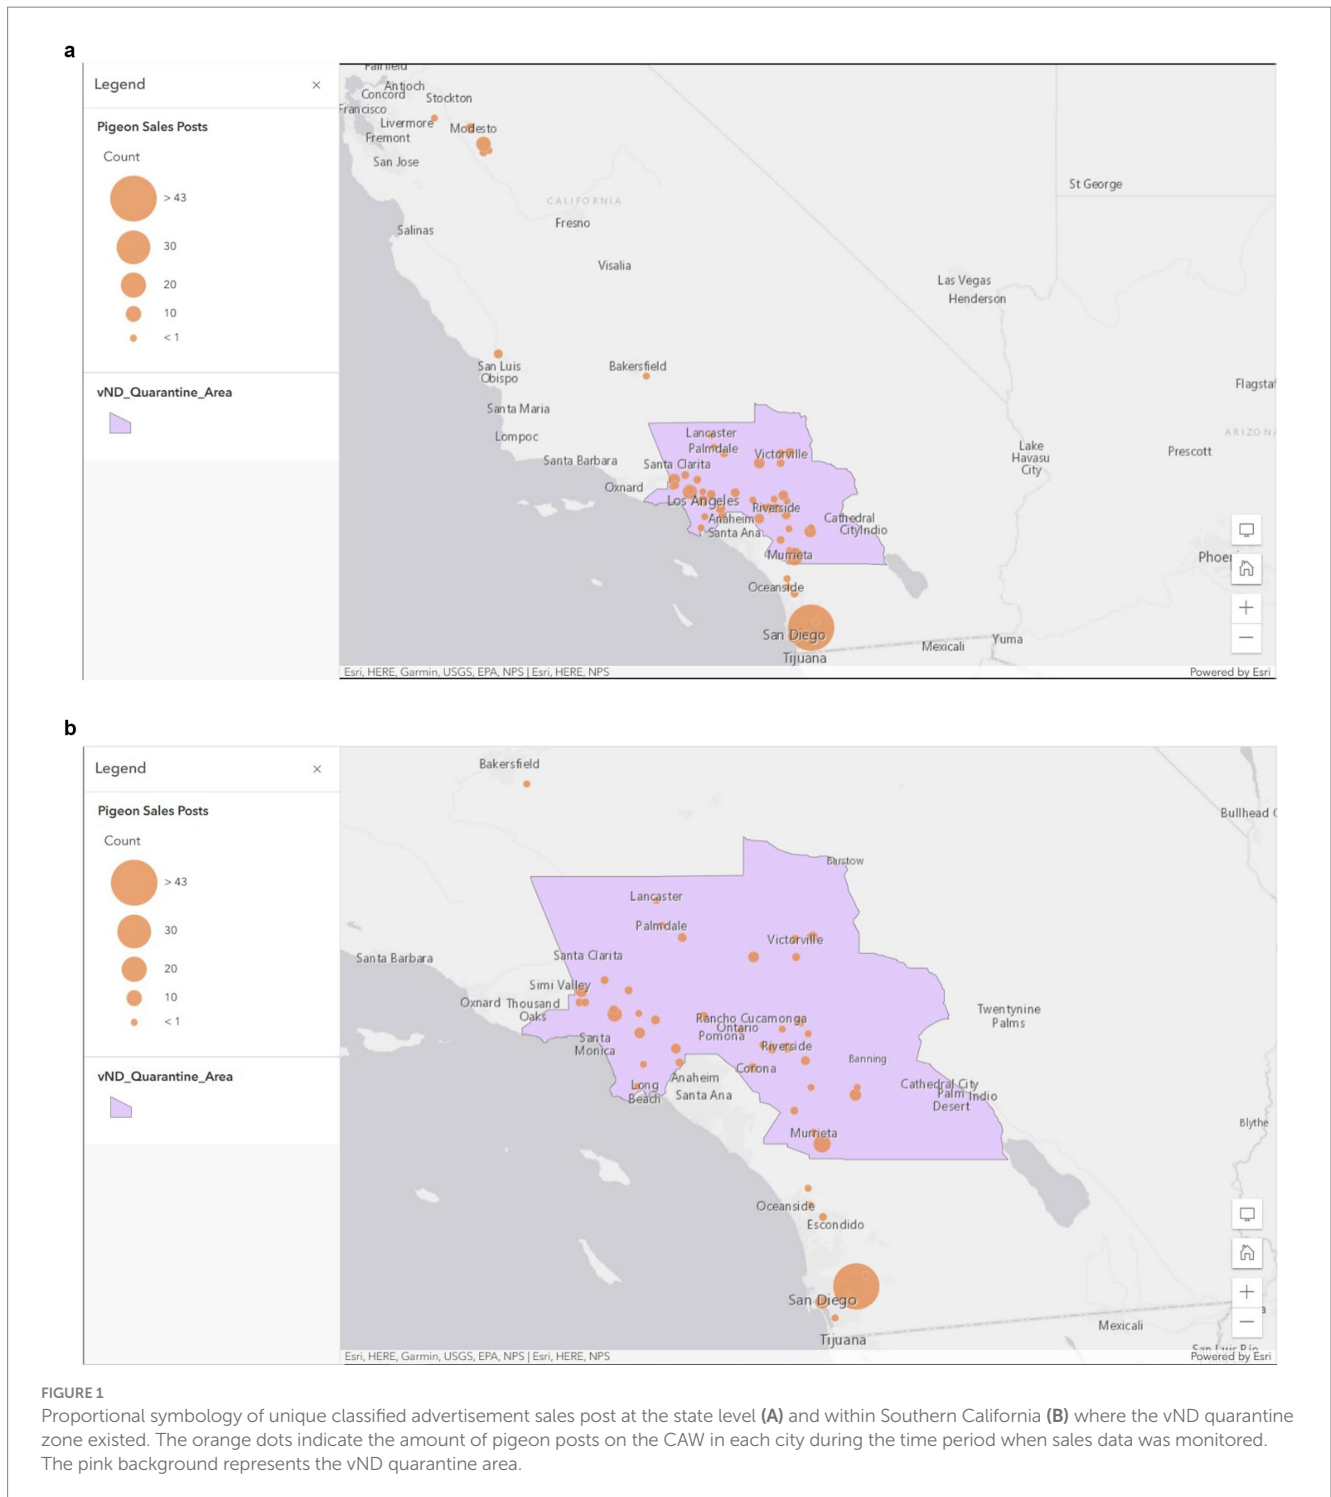 a
Legend ×
Pigeon Sales Posts
Count
> 43
30
20
10
< 1
vND_Quarantine_Area
Fairfield
Antioch
Concord
Stockton
Francisco
Livermore
Modesto
Fremont
San Jose
St George
CALIFORNIA
Salinas
Fresno
Visalia
Las Vegas
Henderson
San Luis
Obispo
Bakersfield
Flagstaf
Santa Maria
Lompoc
Lancaster
Palmdale
Victorville
ARIZONA
Lake
Havasu
City
Prescott
Santa Barbara
Santa Clarita
Oxnard
Los Angeles
Riverside
Anaheim
Santa Ana
Cathedral
City
Indio
Murrieta
Phoe
Oceanside
San Diego
Tijuana
Mexicali
Yuma
+
−
Esri, HERE, Garmin, USGS, EPA, NPS | Esri, HERE, NPS
Powered by Esri
b
Legend ×
Pigeon Sales Posts
Count
> 43
30
20
10
< 1
vND_Quarantine_Area
Bakersfield
Bullhead C
Barstow
Lancaster
Palmdale
Victorville
Santa Barbara
Santa Clarita
Simi Valley
Oxnard
Thousand
Oaks
Twentynine
Palms
Rancho Cucamonga
Ontario
Pomona
Santa
Monica
Riverside
Banning
Corona
Anaheim
Cathedral City
Palm
Desert
Indio
Long
Beach
Santa Ana
Blythe
Murrieta
Oceanside
Escondido
San Diego
Tijuana
Mexicali
+
−
Esri, HERE, Garmin, USGS, EPA, NPS | Esri, HERE, NPS
Powered by Esri
FIGURE 1
Proportional symbology of unique classified advertisement sales post at the state level (A) and within Southern California (B) where the vND quarantine
zone existed. The orange dots indicate the amount of pigeon posts on the CAW in each city during the time period when sales data was monitored.
The pink background represents the vND quarantine area.